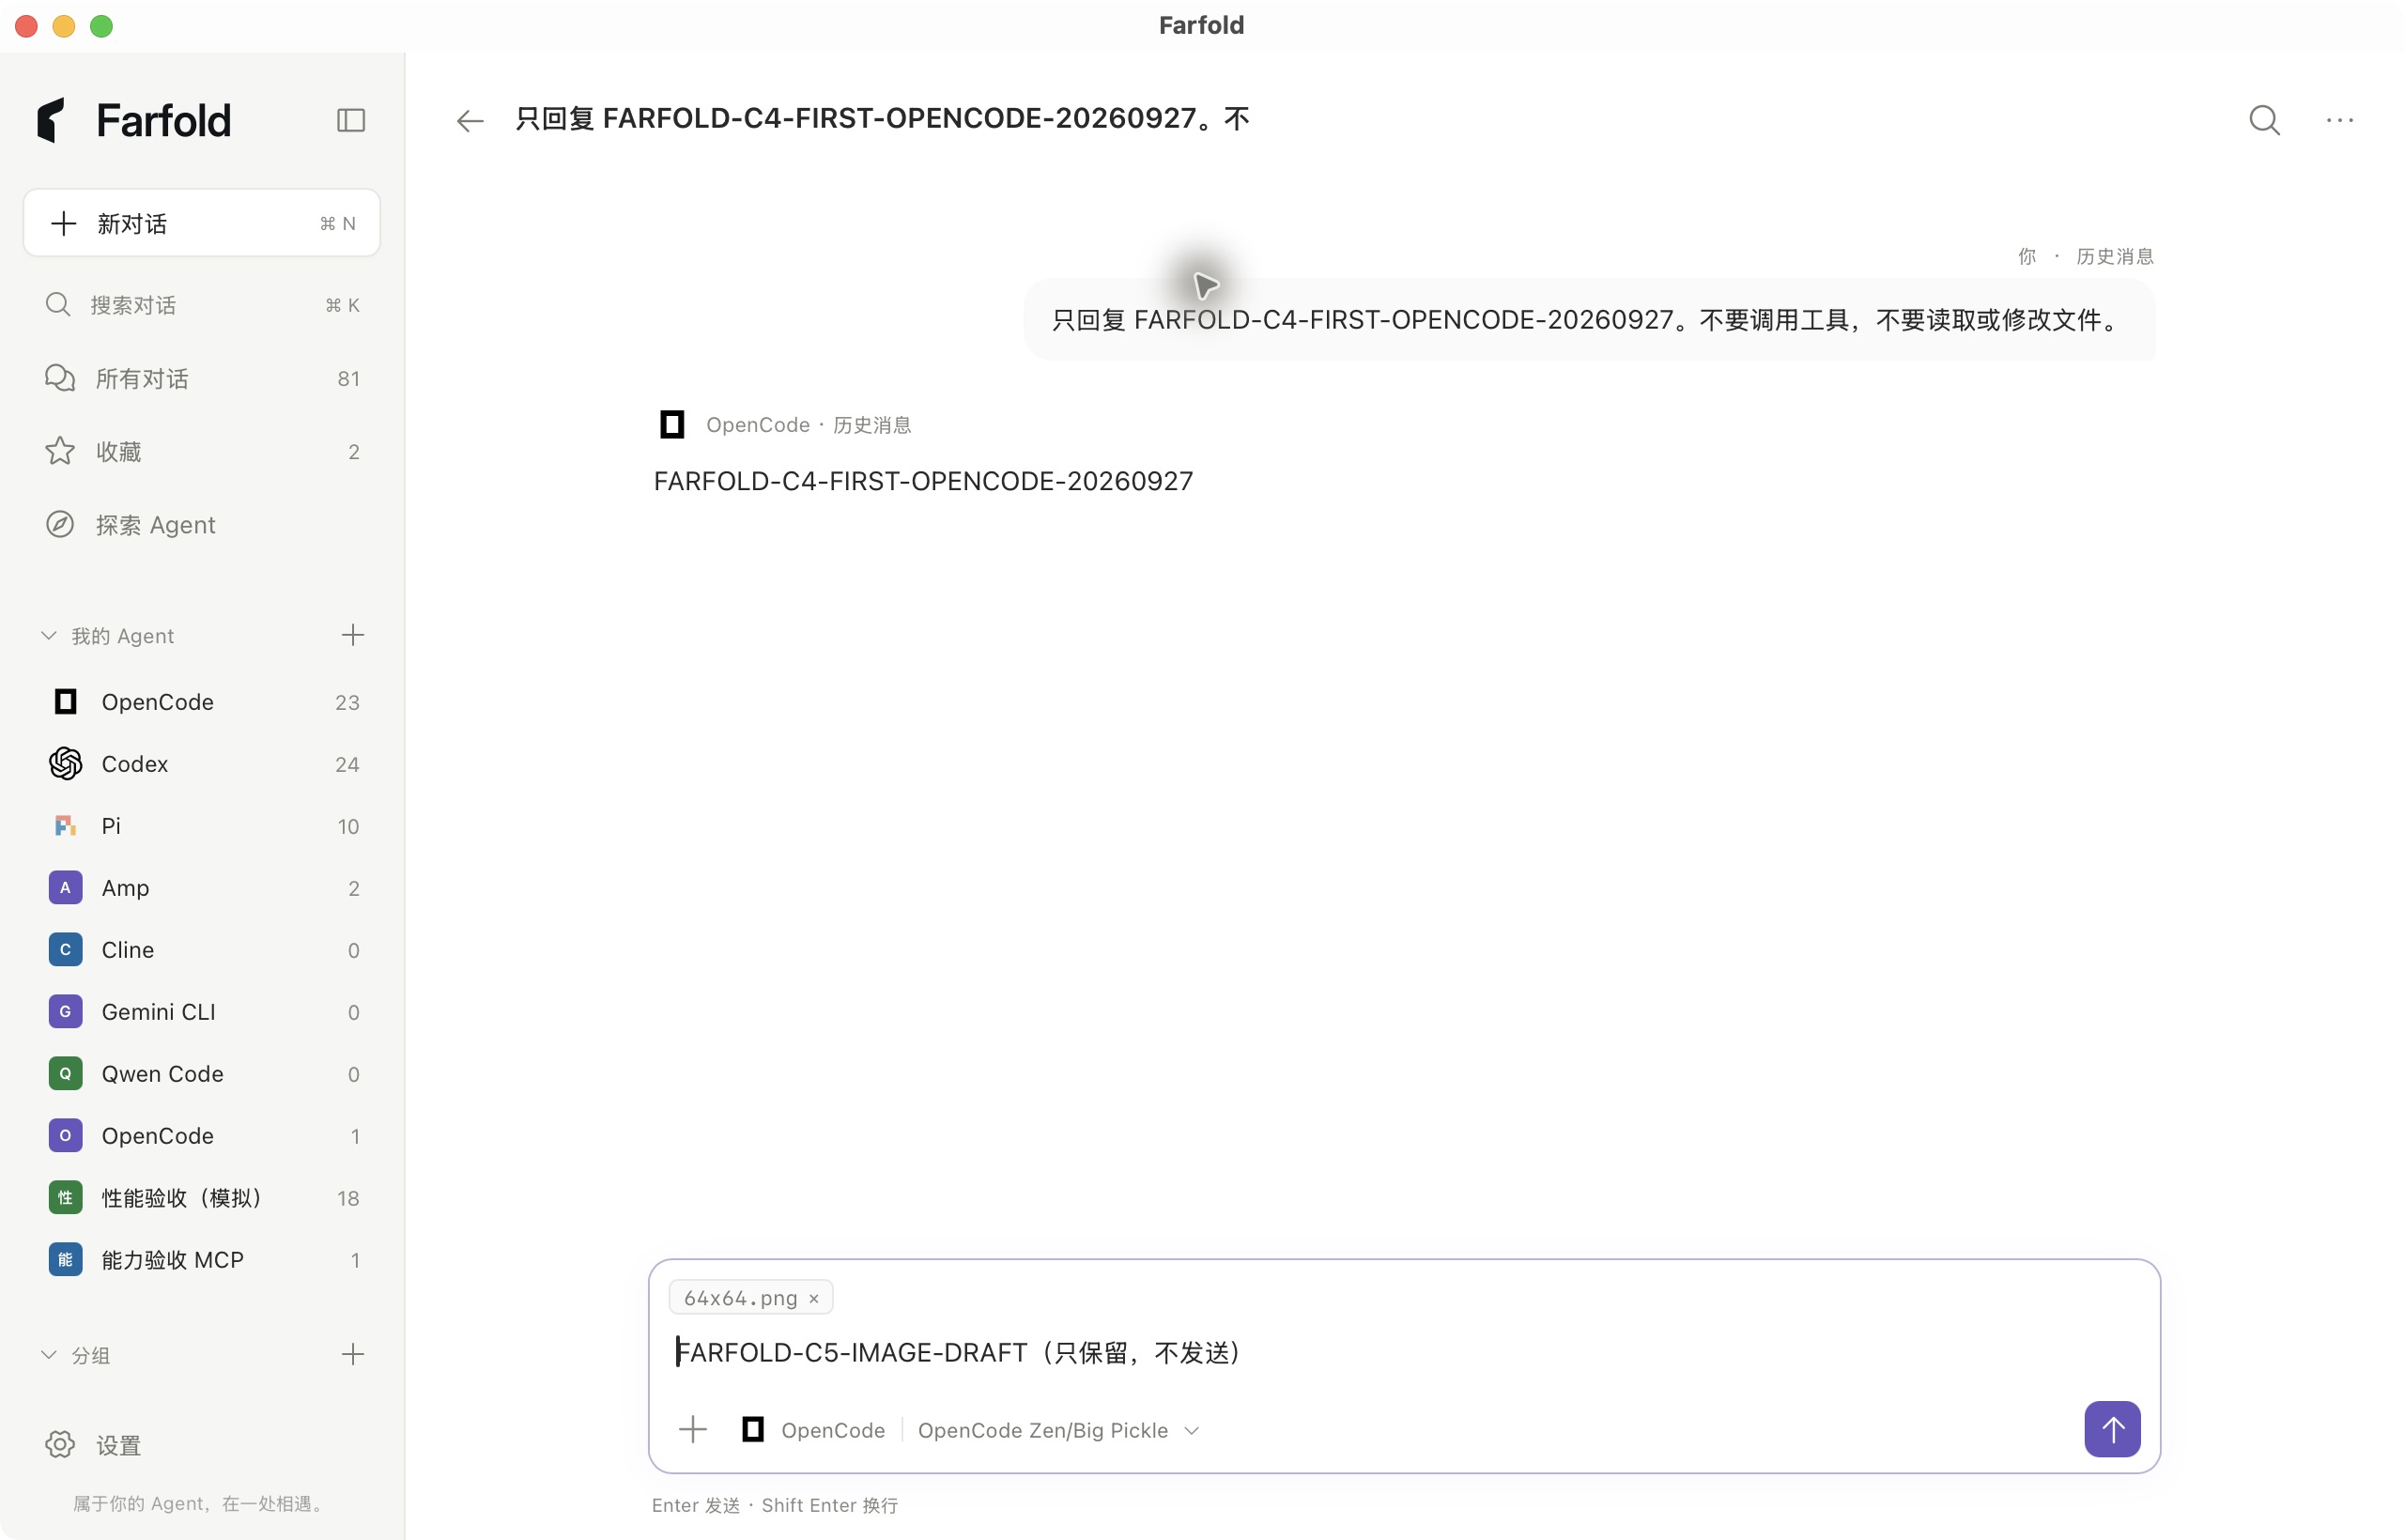 Farfold
Farfold
新对话 ⌘ N
搜索对话 ⌘ K
所有对话 81
收藏 2
探索 Agent
我的 Agent
OpenCode 23
Codex 24
Pi 10
A Amp 2
C Cline 0
G Gemini CLI 0
Q Qwen Code 0
O OpenCode 1
性 性能验收（模拟） 18
能 能力验收 MCP 1
分组
设置
属于你的 Agent，在一处相遇。
只回复 FARFOLD-C4-FIRST-OPENCODE-20260927。不
你 · 历史消息
只回复 FARFOLD-C4-FIRST-OPENCODE-20260927。不要调用工具，不要读取或修改文件。
OpenCode · 历史消息
FARFOLD-C4-FIRST-OPENCODE-20260927
64x64.png ×
FARFOLD-C5-IMAGE-DRAFT（只保留，不发送）
OpenCode OpenCode Zen/Big Pickle
Enter 发送 · Shift Enter 换行